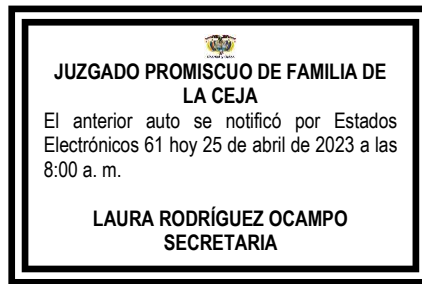 JUZGADO PROMISCUO DE FAMILIA DE
LA CEJA
El anterior auto se notificó por Estados
Electrónicos 61 hoy 25 de abril de 2023 a las
8:00 a. m.
LAURA RODRÍGUEZ OCAMPO
SECRETARIA